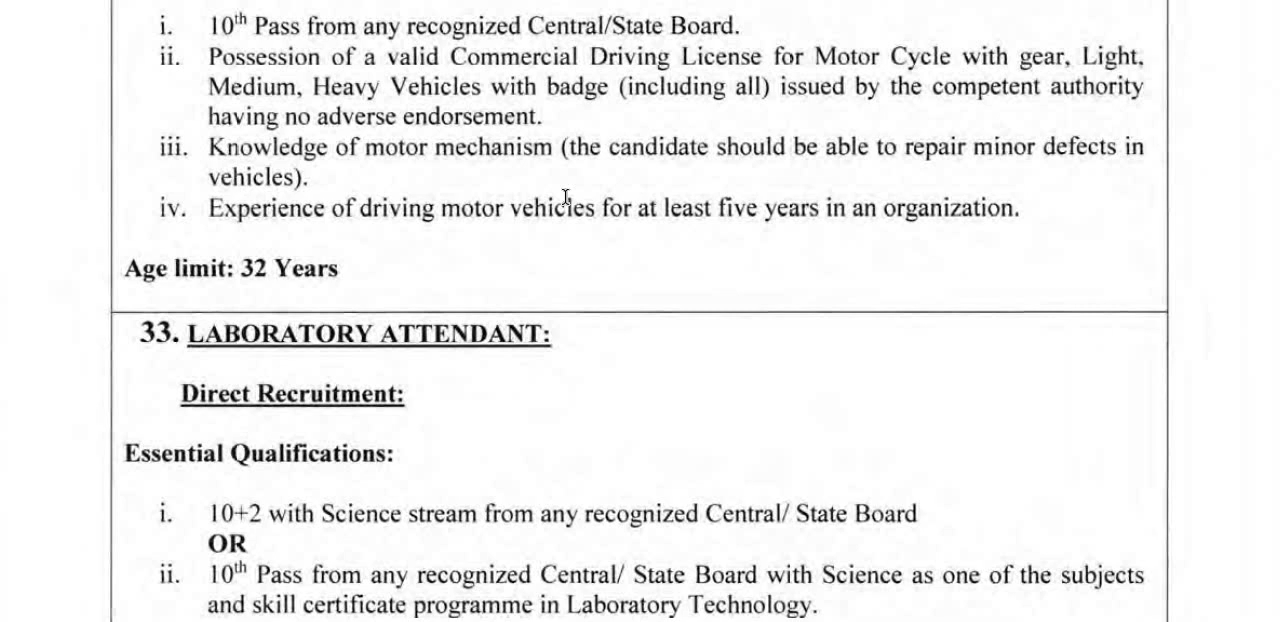 i. 10th Pass from any recognized Central/State Board.
ii. Possession of a valid Commercial Driving License for Motor Cycle with gear, Light,
Medium, Heavy Vehicles with badge (including all) issued by the competent authority
having no adverse endorsement.
iii. Knowledge of motor mechanism (the candidate should be able to repair minor defects in
vehicles).
iv. Experience of driving motor vehicles for at least five years in an organization.
Age limit: 32 Years
33. LABORATORY ATTENDANT:
Direct Recruitment:
Essential Qualifications:
i. 10+2 with Science stream from any recognized Central/ State Board
OR
ii. 10th Pass from any recognized Central/ State Board with Science as one of the subjects
and skill certificate programme in Laboratory Technology.